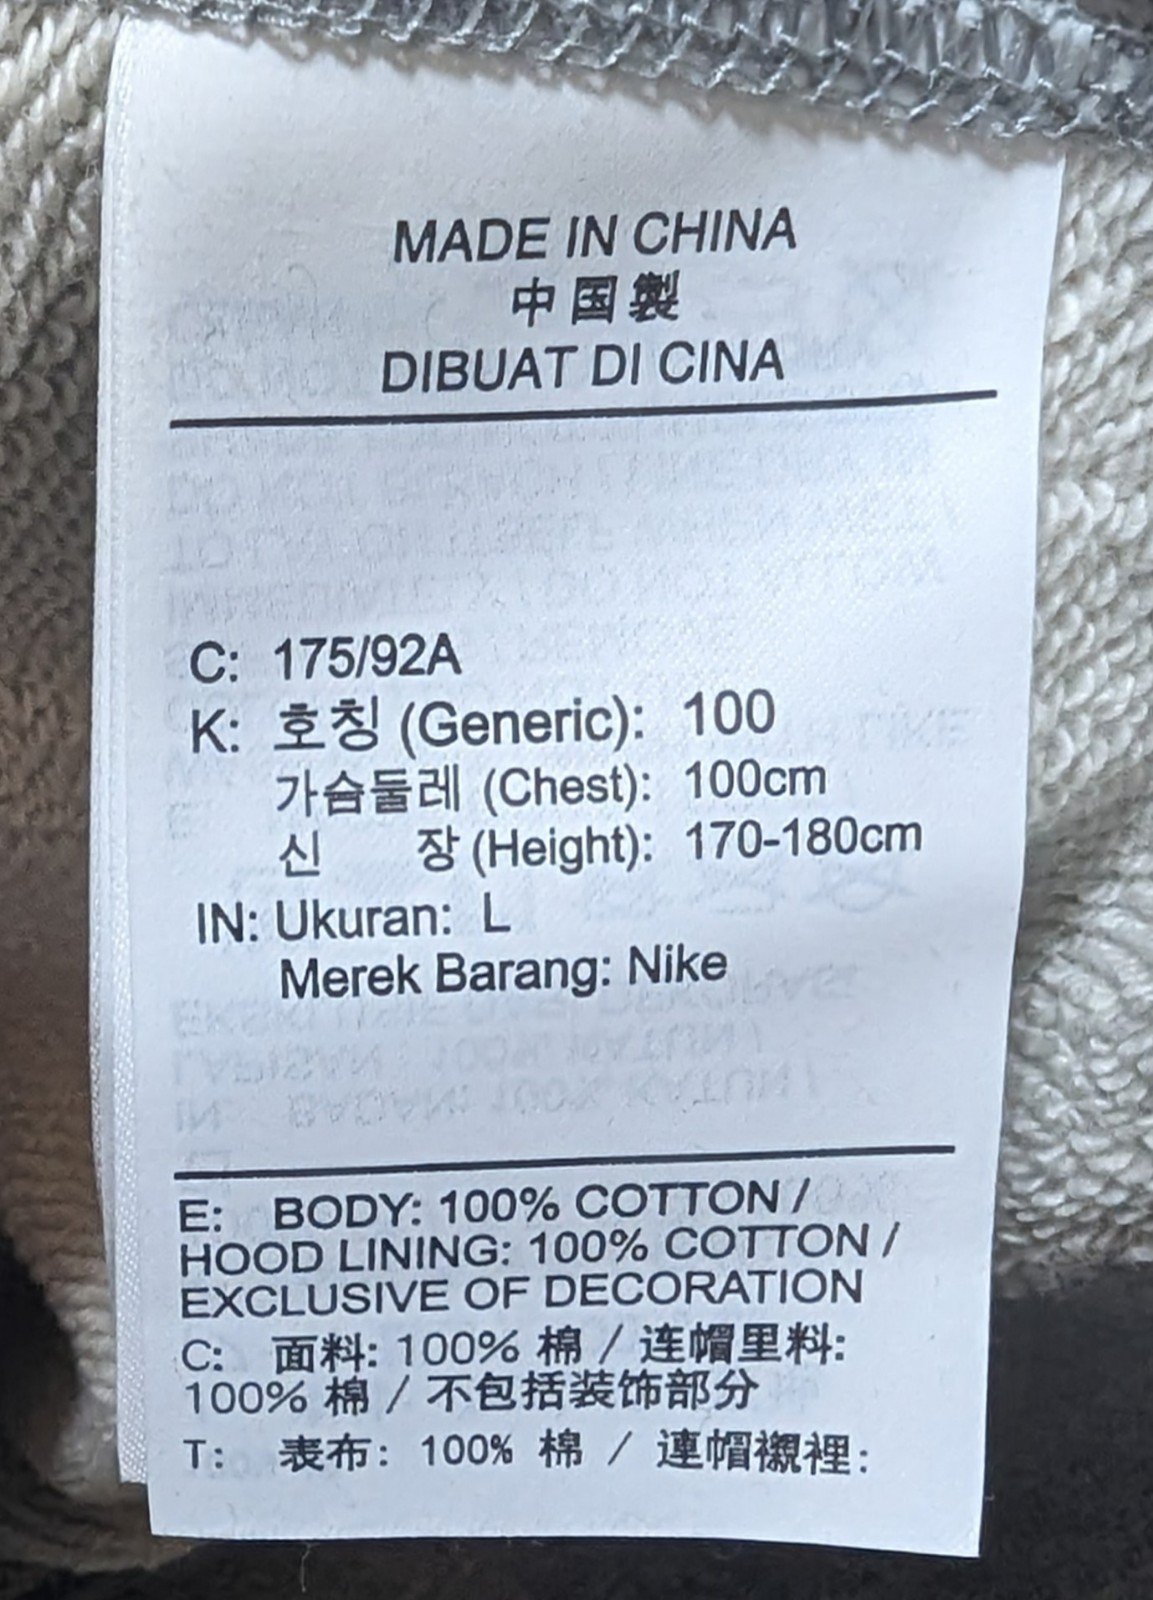 MADE IN CHINA
中国製
DIBUAT DI CINA
C: 175/92A
K: 호칭 (Generic): 100
가슴둘레 (Chest): 100cm
신 장 (Height): 170-180cm
IN: Ukuran: L
Merek Barang: Nike
E: BODY: 100% COTTON /
HOOD LINING: 100% COTTON /
EXCLUSIVE OF DECORATION
C: 面料: 100% 棉 / 连帽里料:
100% 棉 / 不包括装饰部分
T: 表布: 100% 棉 / 連帽襯裡: